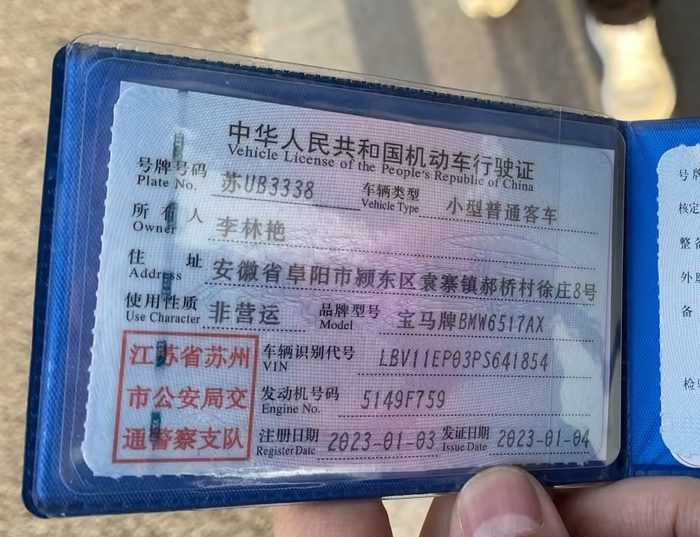 中华人民共和国机动车行驶证
Vehicle License of the People's Republic of China
号牌号码 苏UB3338 车辆类型 小型普通客车
Plate No. Vehicle Type
所有人 李林艳
Owner
住址 安徽省阜阳市颍东区袁寨镇郝桥村徐庄8号
Address
使用性质 非营运 品牌型号 宝马牌BMW6517AX
Use Character Model
江苏省苏州
市公安局交
通警察支队
车辆识别代号 LBV11EP03PS641854
VIN
发动机号码 5149F759
Engine No.
注册日期 2023-01-03 发证日期 2023-01-04
Register Date Issue Date
号牌
核定
整备
外廓
备
检验